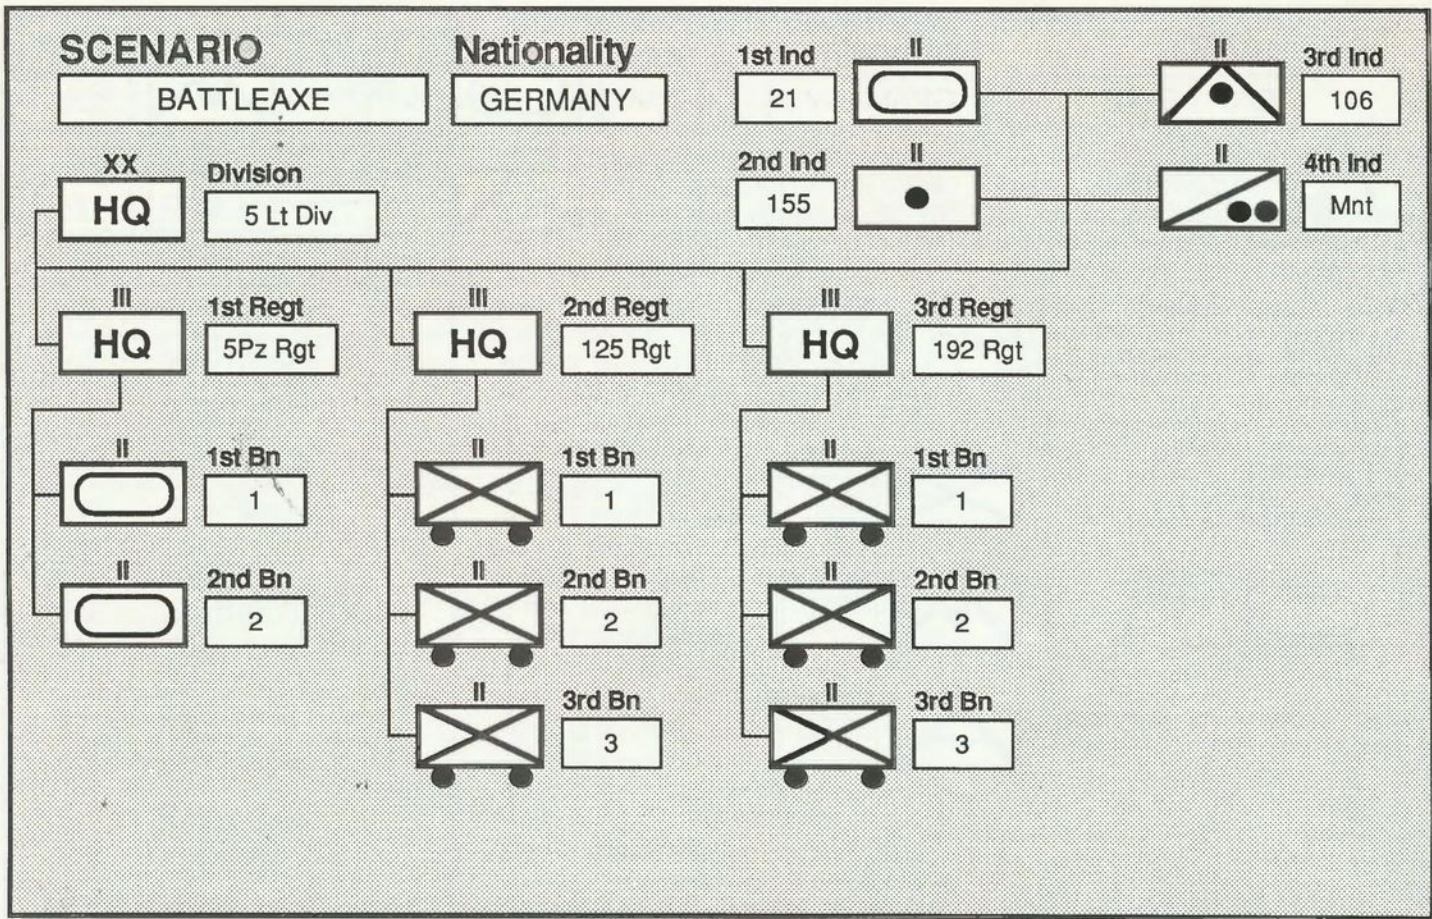 SCENARIO
BATTLEAXE
Nationality
GERMANY
1st Ind
21
II
II
3rd Ind
106
2nd Ind
155
II
II
4th Ind
Mnt
XX
HQ
Division
5 Lt Div
III
HQ
1st Regt
5Pz Rgt
III
HQ
2nd Regt
125 Rgt
III
HQ
3rd Regt
192 Rgt
II
1st Bn
1
II
1st Bn
1
II
1st Bn
1
II
2nd Bn
2
II
2nd Bn
2
II
2nd Bn
2
II
3rd Bn
3
II
3rd Bn
3